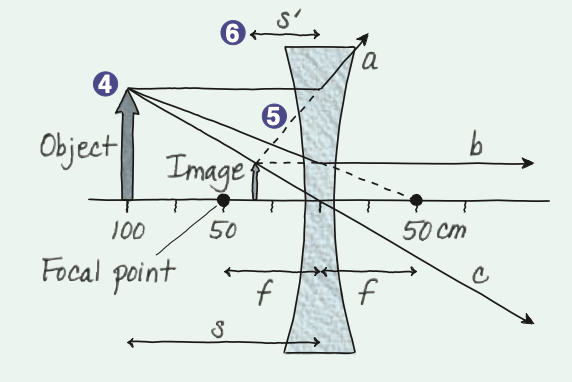 6 s′
a
4
5
Object
Image
b
100 50 50 cm
Focal point
f f
c
s